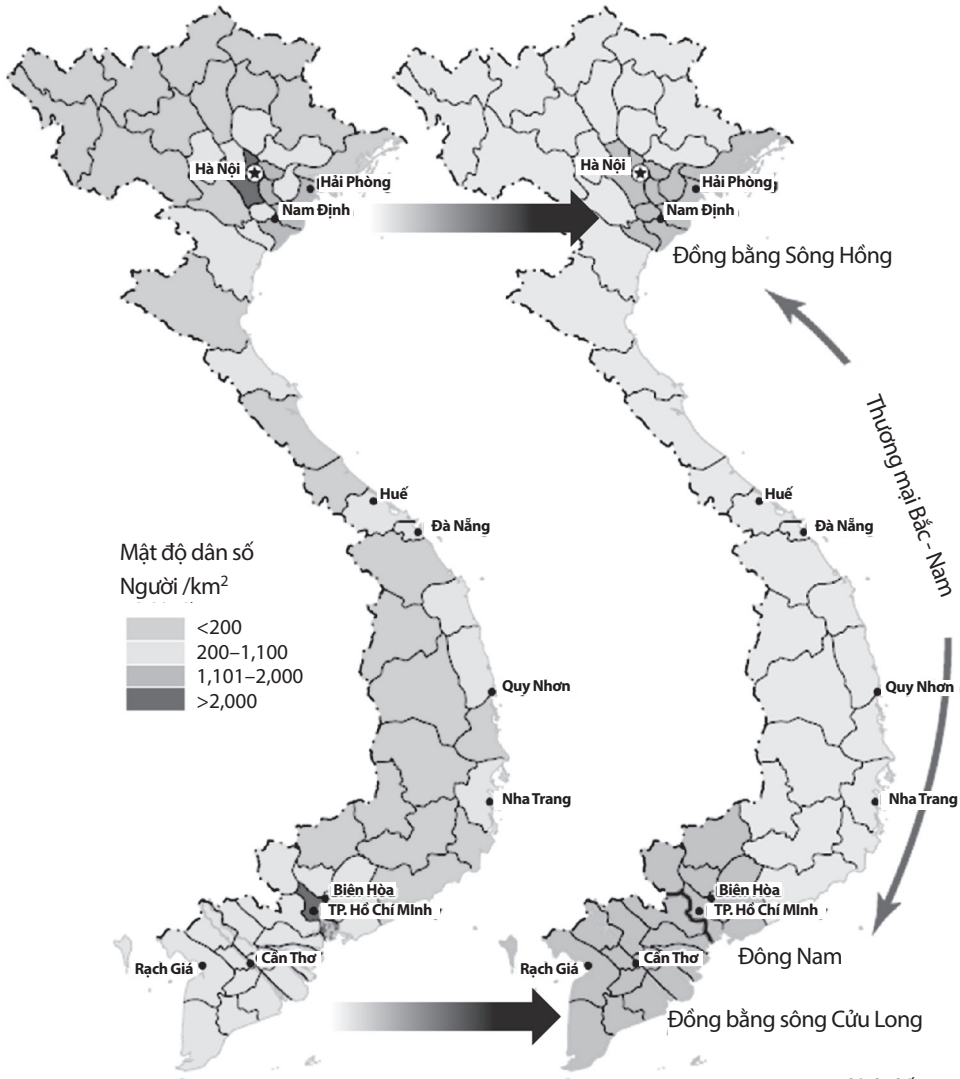 Hà Nội
Hải Phòng
Nam Định
Huế
Đà Nẵng
Mật độ dân số
Người /km²
<200
200–1,100
1,101–2,000
>2,000
Quy Nhơn
Nha Trang
Biên Hòa
TP. Hồ Chí MInh
Cần Thơ
Rạch Giá
Hà Nội
Hải Phòng
Nam Định
Đồng bằng Sông Hồng
Thương mại Bắc - Nam
Huế
Đà Nẵng
Quy Nhơn
Nha Trang
Biên Hòa
TP. Hồ Chí MInh
Cần Thơ
Đông Nam
Rạch Giá
Đồng bằng sông Cửu Long